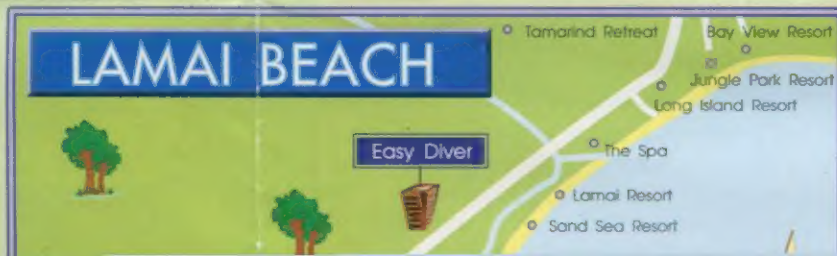 LAMAI BEACH
Tamarind Retreat
Bay View Resort
Jungle Park Resort
Long Island Resort
Easy Diver
The Spa
Lamai Resort
Sand Sea Resort